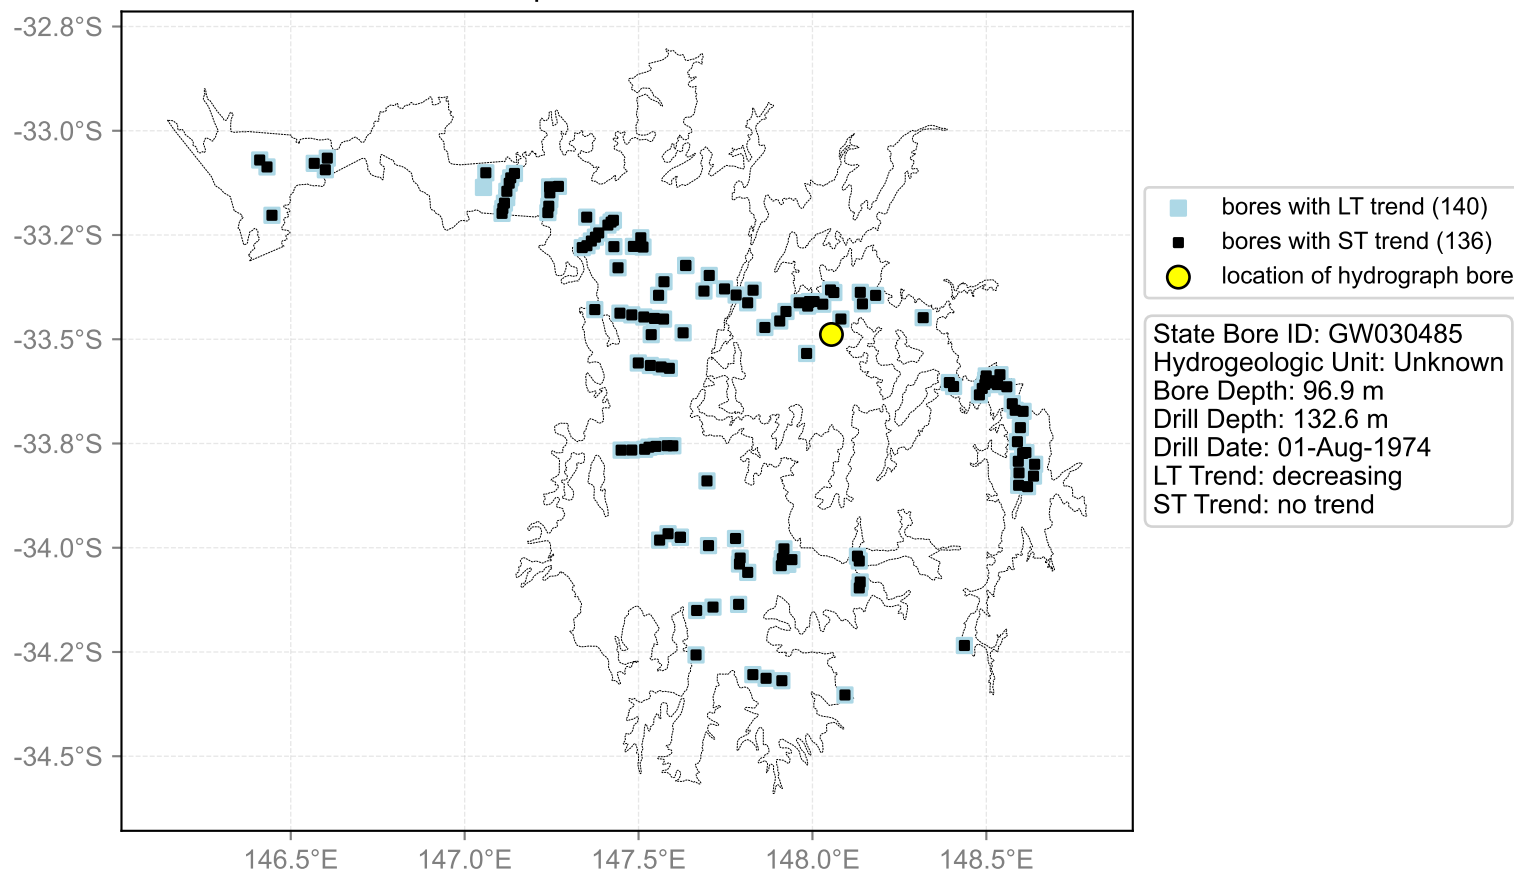 -32.8°S
-33.0°S
-33.2°S
-33.5°S
-33.8°S
-34.0°S
-34.2°S
-34.5°S
146.5°E
147.0°E
147.5°E
148.0°E
148.5°E
bores with LT trend (140)
bores with ST trend (136)
location of hydrograph bore
State Bore ID: GW030485
Hydrogeologic Unit: Unknown
Bore Depth: 96.9 m
Drill Depth: 132.6 m
Drill Date: 01-Aug-1974
LT Trend: decreasing
ST Trend: no trend